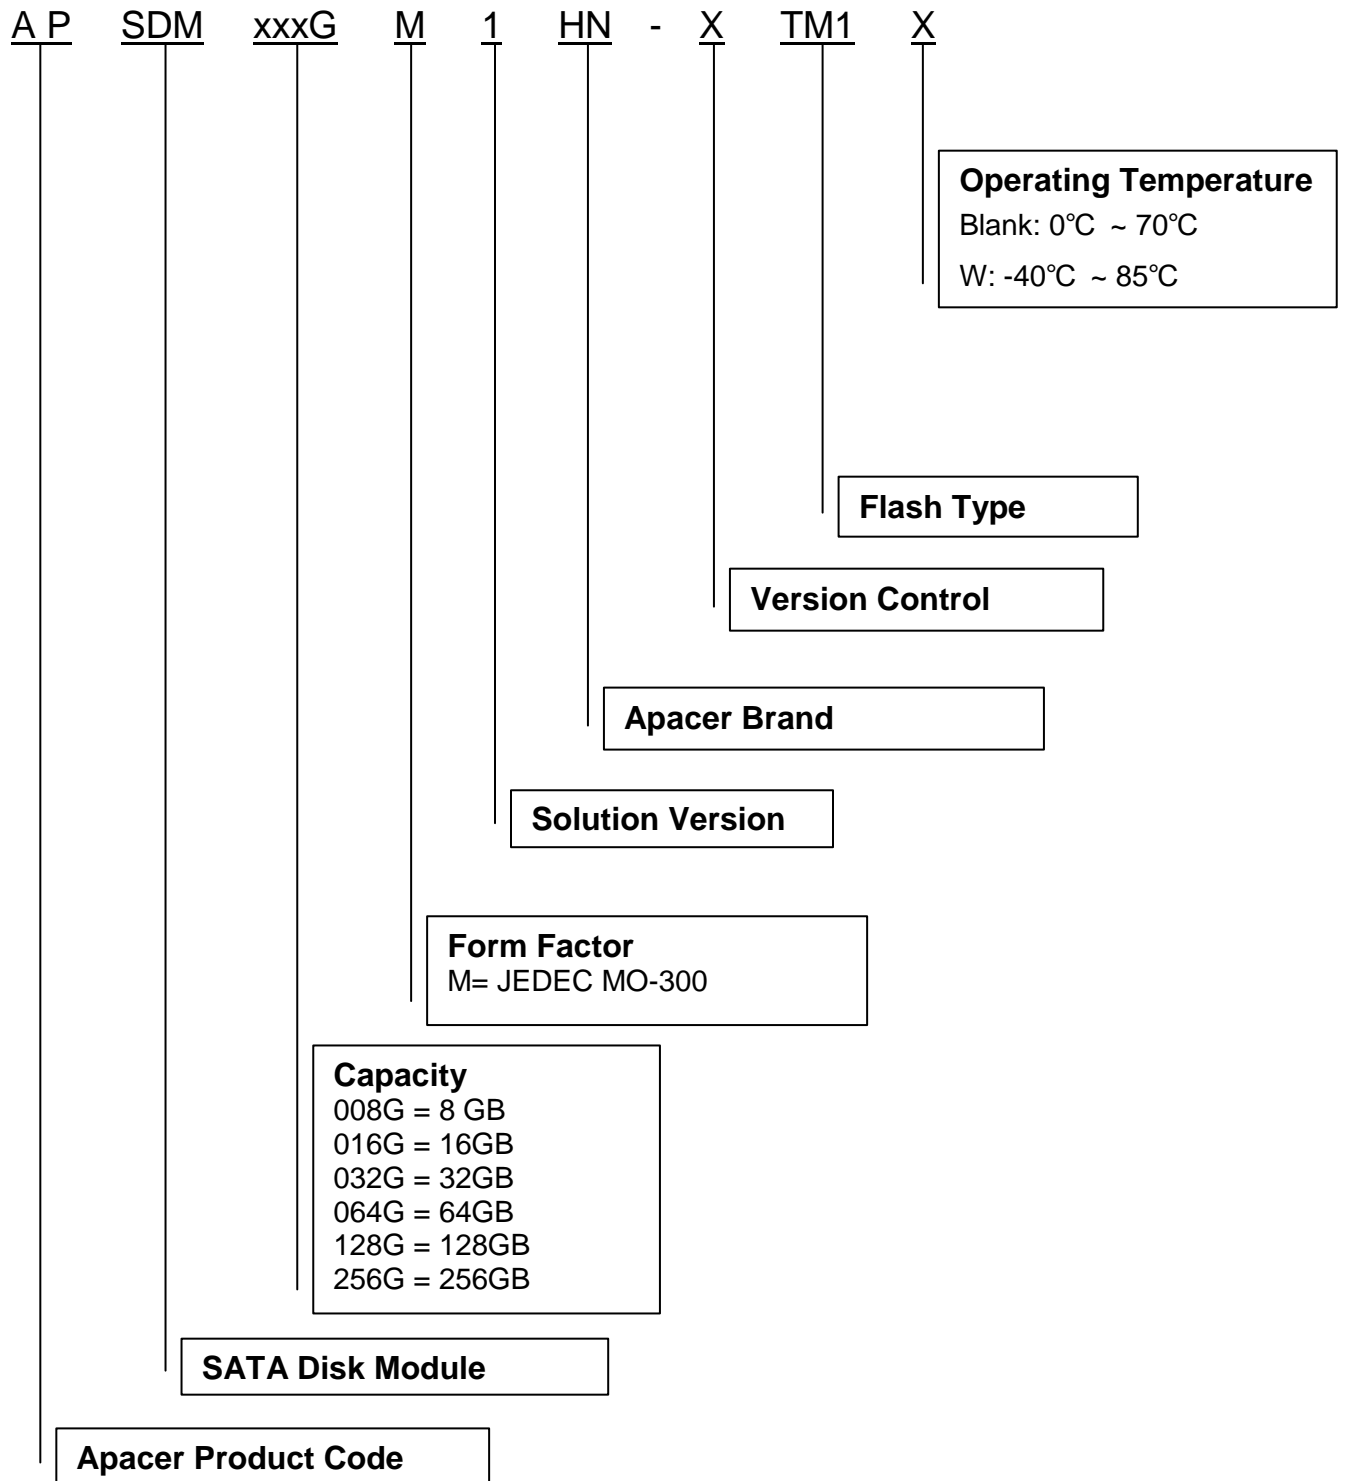 A P SDM xxxG M 1 HN - X TM1 X
Operating Temperature
Blank: 0℃ ~ 70℃
W: -40℃ ~ 85℃
Flash Type
Version Control
Apacer Brand
Solution Version
Form Factor
M= JEDEC MO-300
Capacity
008G = 8 GB
016G = 16GB
032G = 32GB
064G = 64GB
128G = 128GB
256G = 256GB
SATA Disk Module
Apacer Product Code